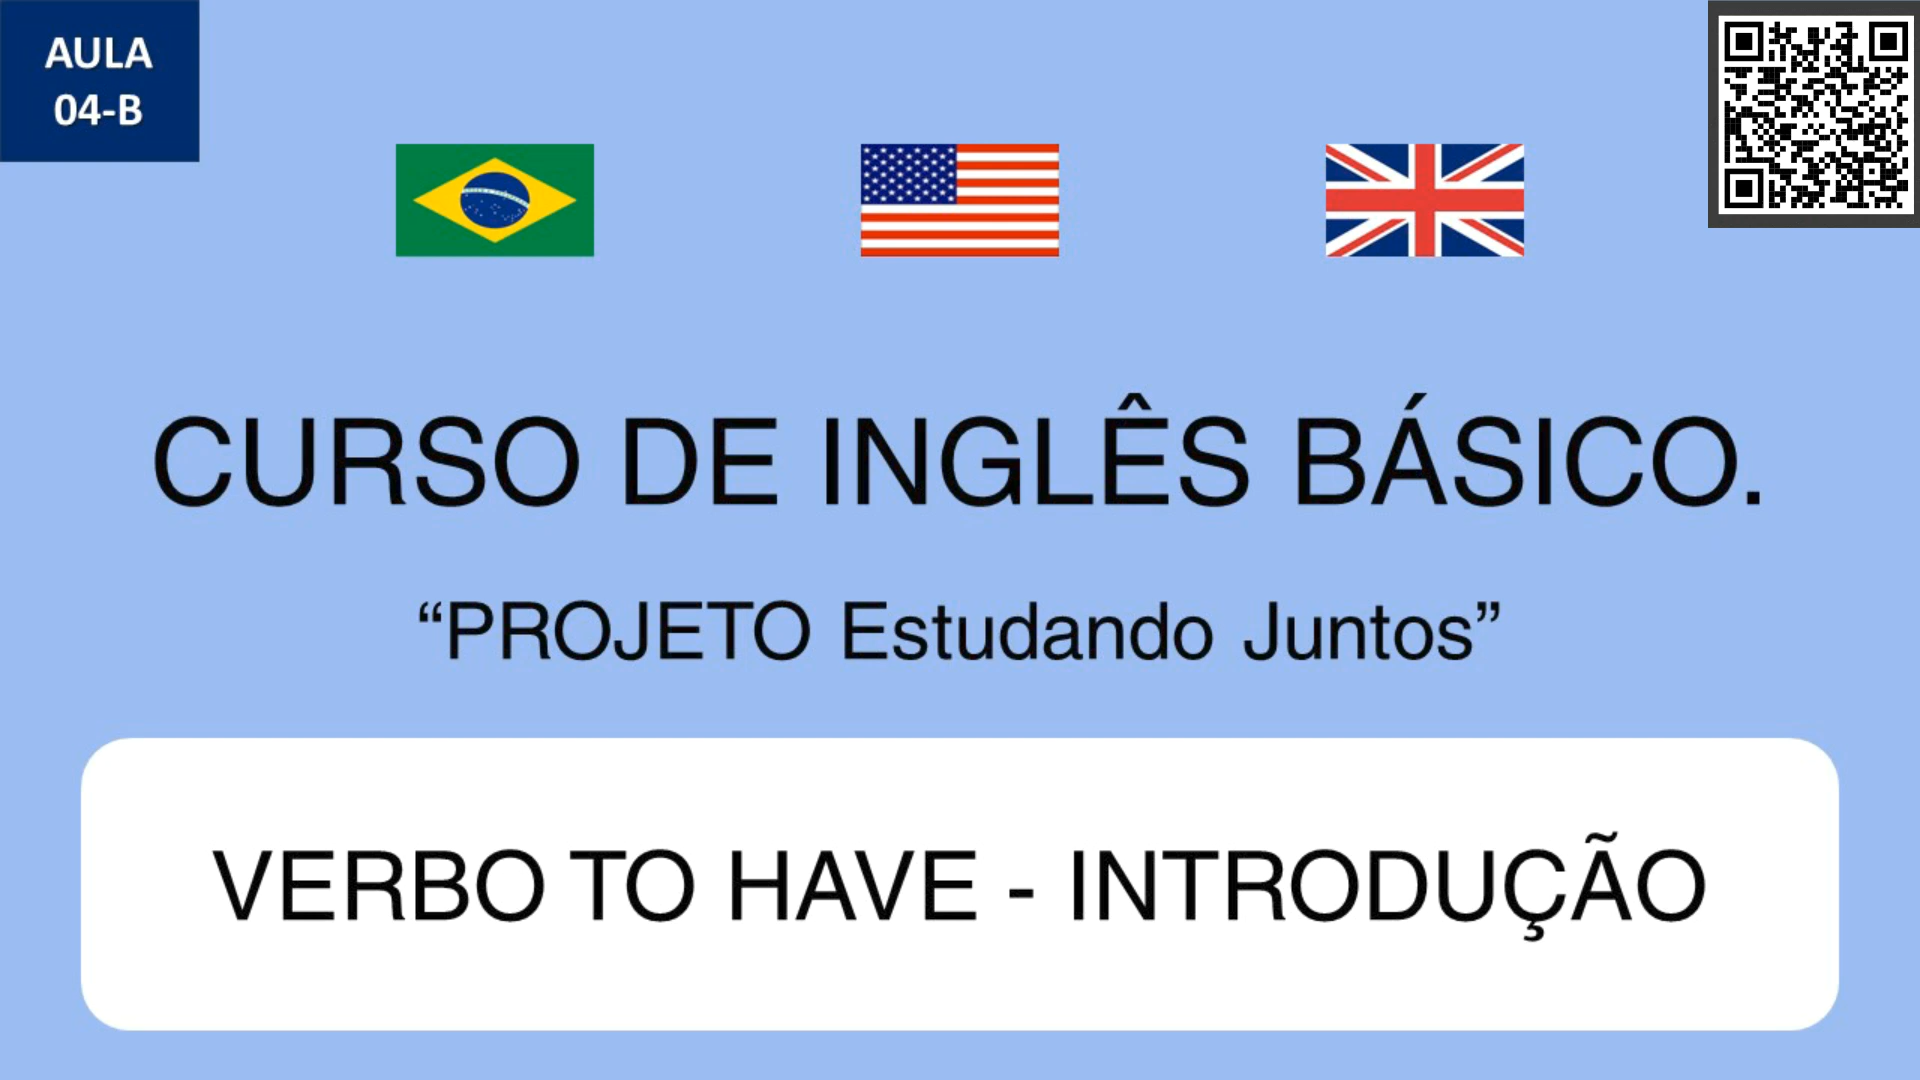 AULA
04-B
CURSO DE INGLÊS BÁSICO.
“PROJETO Estudando Juntos”
VERBO TO HAVE - INTRODUÇÃO